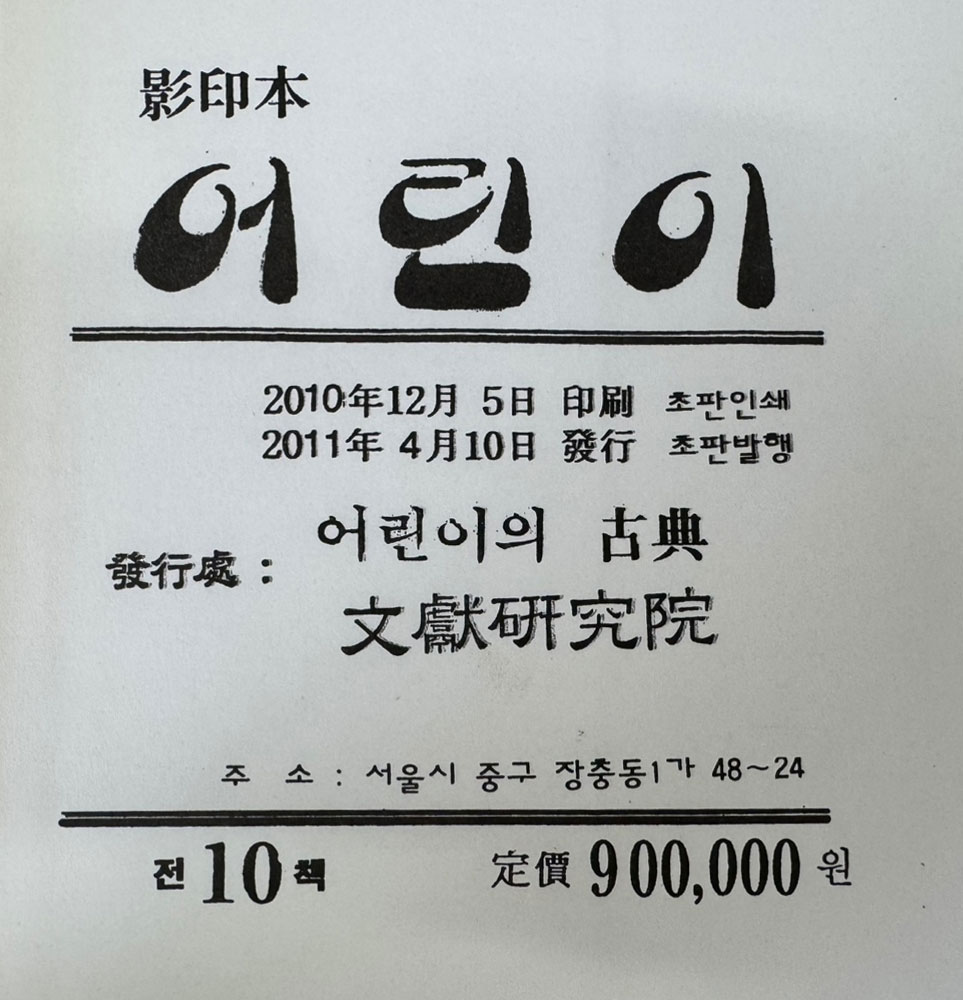 影印本
어린이
2010年12月 5日 印刷 초판인쇄
2011年 4月10日 發行 초판발행
發行處 : 어린이의 古典
文獻硏究院
주 소 : 서울시 중구 장충동1가 48~24
전 10 책 定價 900,000 원